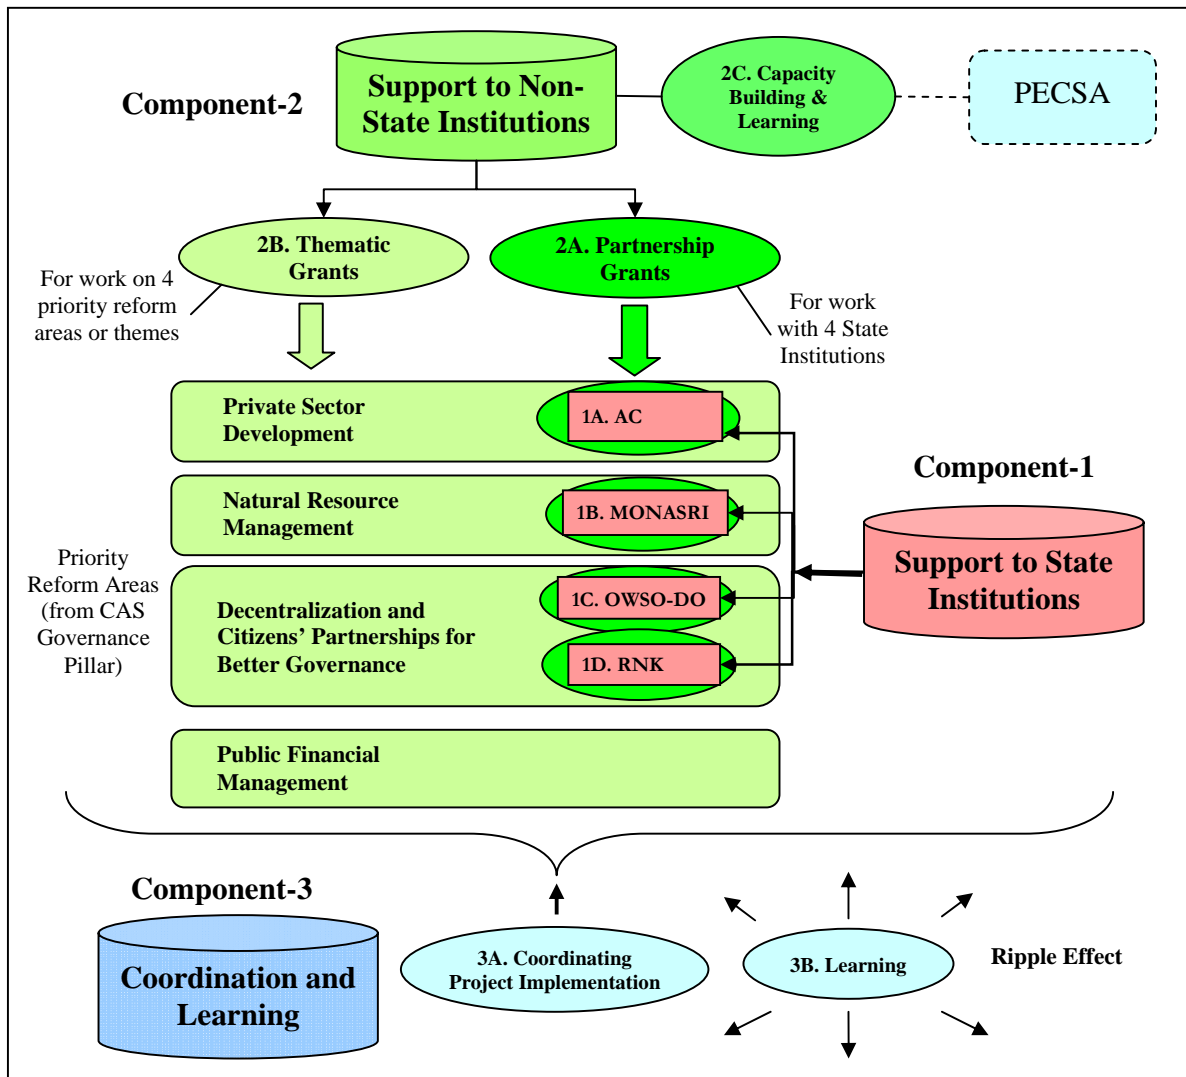 Component-2
Support to Non-
State Institutions
2C. Capacity
Building &
Learning
PECSA
2B. Thematic
Grants
2A. Partnership
Grants
For work on 4
priority reform
areas or themes
For work
with 4 State
Institutions
Private Sector
Development
1A. AC
Natural Resource
Management
1B. MONASRI
Component-1
Support to State
Institutions
Priority
Reform Areas
(from CAS
Governance
Pillar)
Decentralization and
Citizens’ Partnerships for
Better Governance
1C. OWSO-DO
1D. RNK
Public Financial
Management
Component-3
Coordination and
Learning
3A. Coordinating
Project Implementation
3B. Learning
Ripple Effect